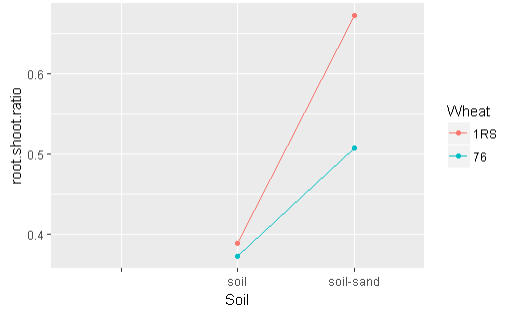 root.shoot.ratio
0.6
0.5
0.4
soil
soil-sand
Soil
Wheat
1RS
76